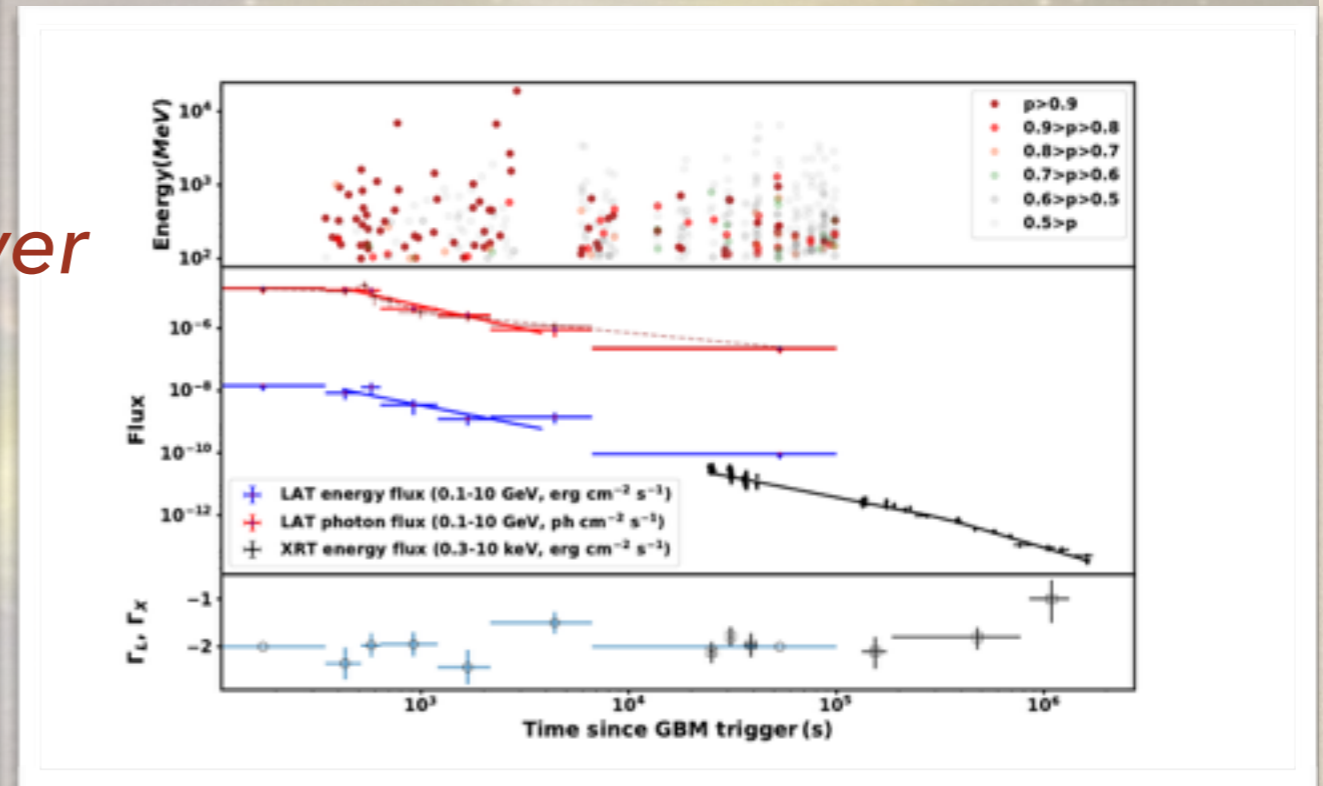 ver
Energy(MeV)
10⁴
10³
10²
p>0.9
0.9>p>0.8
0.8>p>0.7
0.7>p>0.6
0.6>p>0.5
0.5>p
Flux
10⁻⁶
10⁻⁸
10⁻¹⁰
10⁻¹²
LAT energy flux (0.1-10 GeV, erg cm⁻² s⁻¹)
LAT photon flux (0.1-10 GeV, ph cm⁻² s⁻¹)
XRT energy flux (0.3-10 keV, erg cm⁻² s⁻¹)
Γ_L, Γ_X
−1
−2
10³ 10⁴ 10⁵ 10⁶
Time since GBM trigger (s)